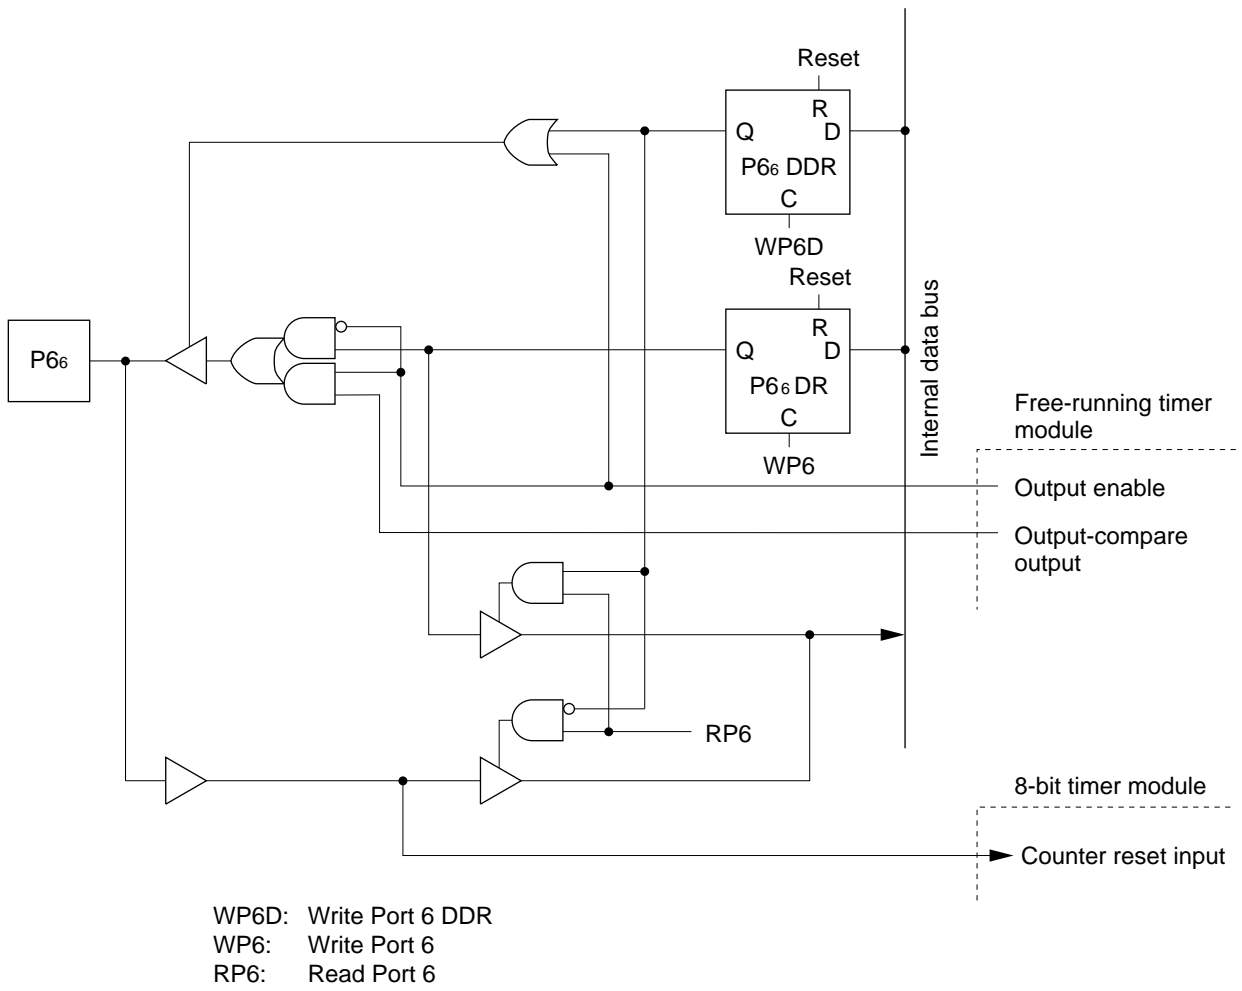 Reset
R
Q D
P6₆ DDR
C
WP6D
Reset
R
Q D
P6₆ DR
C
WP6
P6₆
Internal data bus
Free-running timer
module
Output enable
Output-compare
output
RP6
8-bit timer module
Counter reset input
WP6D: Write Port 6 DDR
WP6: Write Port 6
RP6: Read Port 6